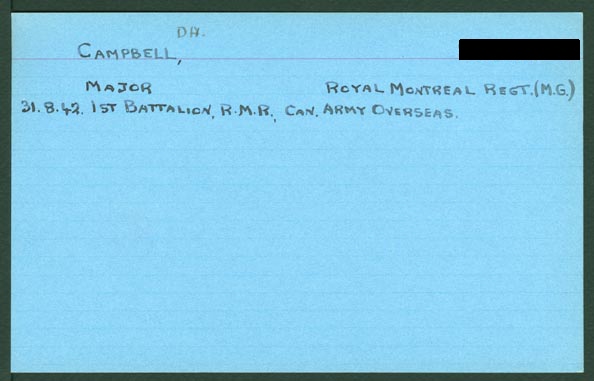 DH.
CAMPBELL,
MAJOR ROYAL MONTREAL REGT. (M.G.)
31.8.42. 1ST BATTALION, R.M.R., CAN. ARMY OVERSEAS.